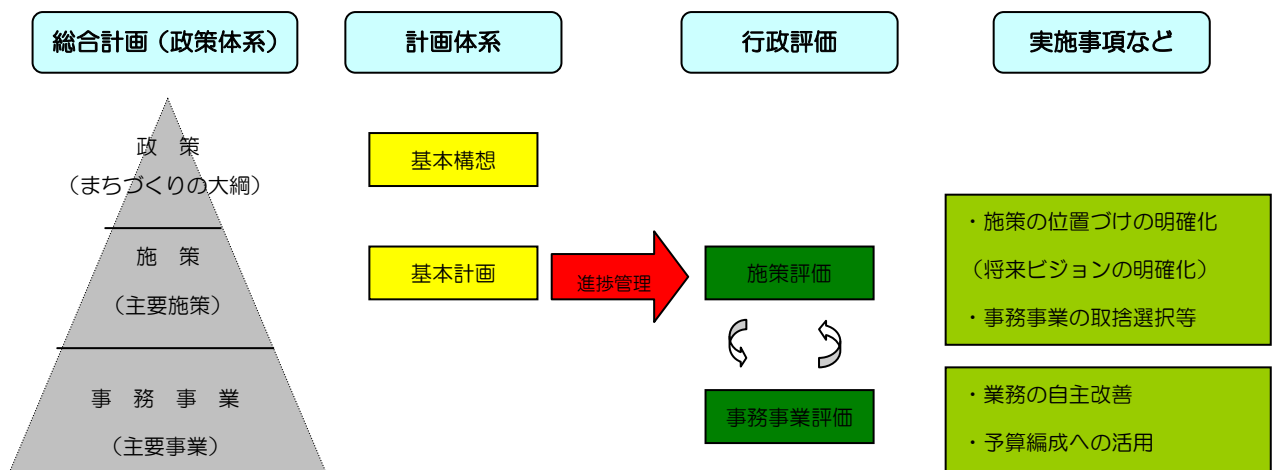 総合計画（政策体系）
計画体系
行政評価
実施事項など
政　策
（まちづくりの大綱）
施　策
（主要施策）
事　務　事　業
（主要事業）
基本構想
基本計画
進捗管理
施策評価
事務事業評価
・施策の位置づけの明確化
（将来ビジョンの明確化）
・事務事業の取捨選択等
・業務の自主改善
・予算編成への活用